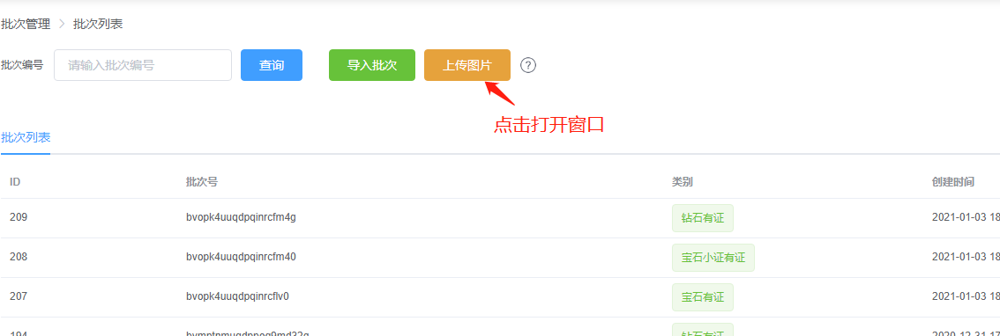 批次管理 > 批次列表
批次编号 请输入批次编号 查询 导入批次 上传图片 ?
点击打开窗口
批次列表
ID 批次号 类别 创建时间
209 bvopk4uuqdpqinrcfm4g 钻石有证 2021-01-03 18
208 bvopk4uuqdpqinrcfm40 宝石小证有证 2021-01-03 18
207 bvopk4uuqdpqinrcflv0 宝石有证 2021-01-03 18
194 钻石有证 2020-12-31 17